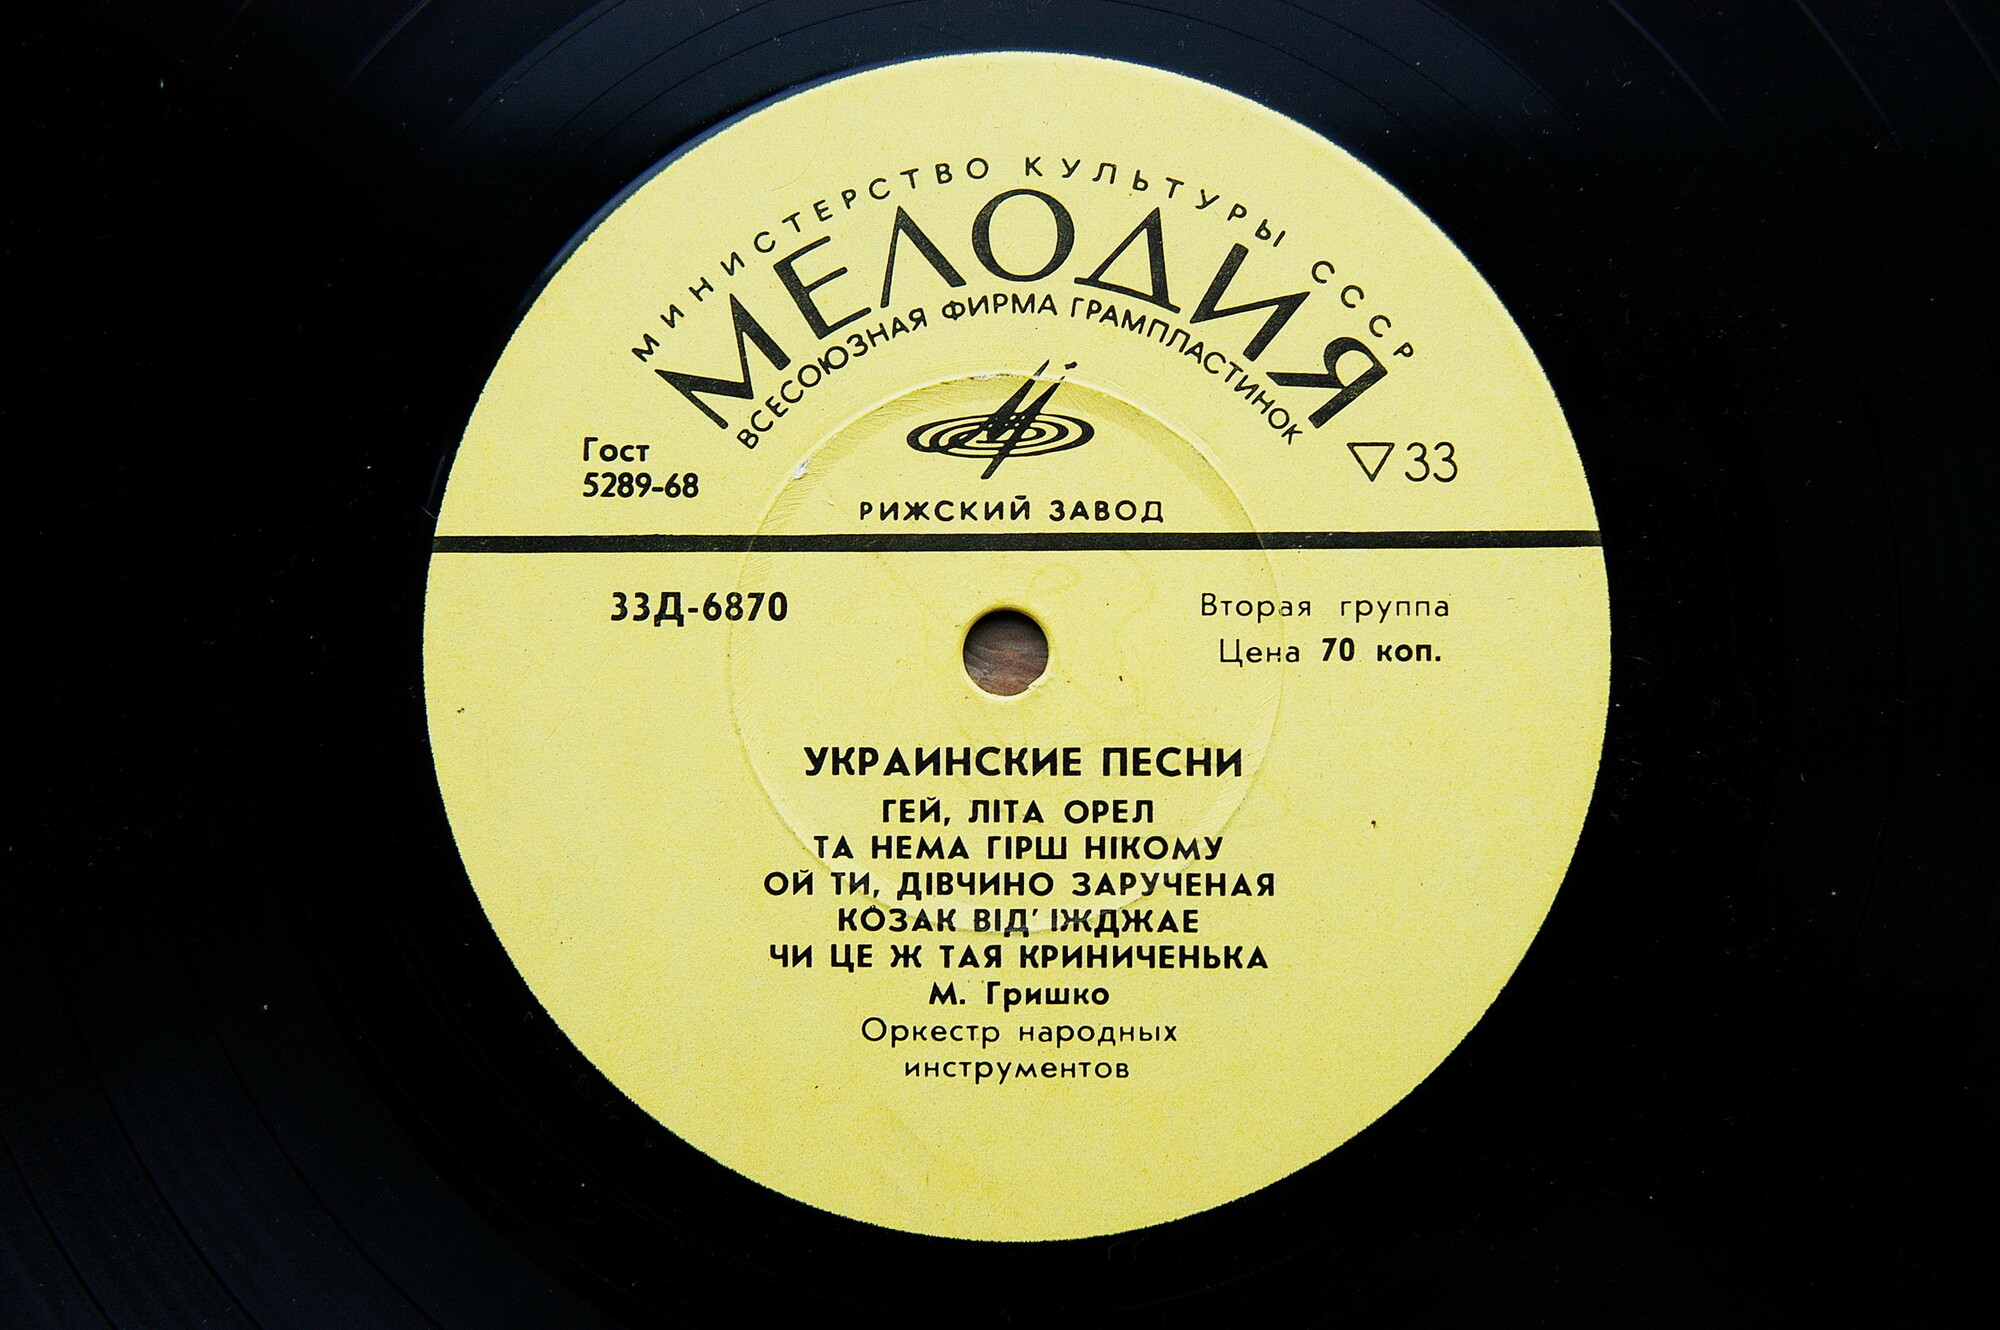 МИНИСТЕРСТВО КУЛЬТУРЫ СССР
МЕЛОДИЯ
ВСЕСОЮЗНАЯ ФИРМА ГРАМПЛАСТИНОК
Гост
5289-68
▽33
РИЖСКИЙ ЗАВОД
33Д-6870
Вторая группа
Цена 70 коп.
УКРАИНСКИЕ ПЕСНИ
ГЕЙ, ЛІТА ОРЕЛ
ТА НЕМА ГІРШ НІКОМУ
ОЙ ТИ, ДІВЧИНО ЗАРУЧЕНАЯ
КОЗАК ВІД' ІЖДЖАЕ
ЧИ ЦЕ Ж ТАЯ КРИНИЧЕНЬКА
М. Гришко
Оркестр народных
инструментов